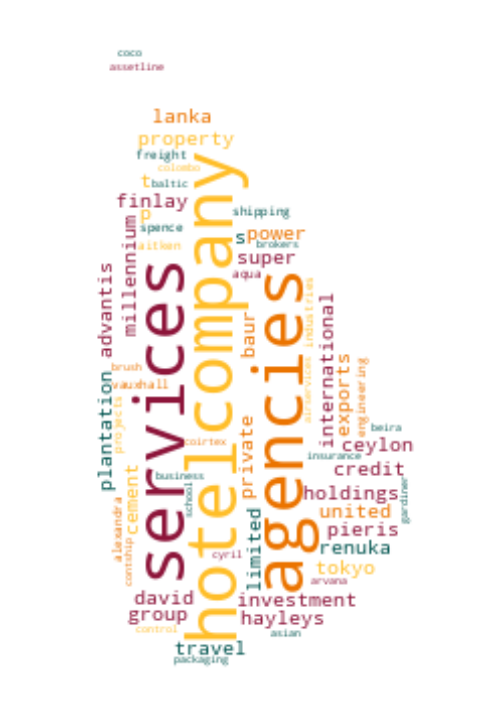 coco
assetline
lanka
property
freight
colombo
t
baltic
finlay
p
shipping
spence
power
s
aitken
brokers
super
aqua
millennium
advantis
services
hotel
company
agencies
industries
baur
international
airservices
exports
engineering
brush
vauxhall
plantation
projects
beira
coirtex
ceylon
insurance
private
credit
business
cement
school
holdings
gardiner
alexandra
united
limited
pieris
contship
renuka
cyril
tokyo
arvana
david
investment
group
hayleys
control
asian
travel
packaging